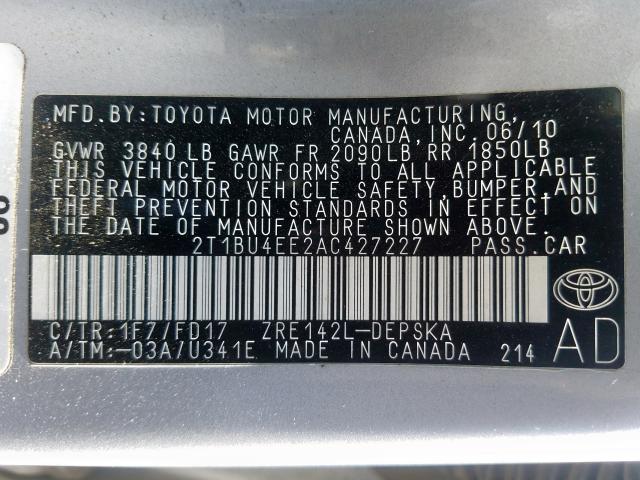 MFD.BY:TOYOTA MOTOR MANUFACTURING,
CANADA,INC. 06/10
GVWR 3840 LB GAWR FR 2090LB RR 1850LB
THIS VEHICLE CONFORMS TO ALL APPLICABLE
FEDERAL MOTOR VEHICLE SAFETY,BUMPER,AND
THEFT PREVENTION STANDARDS IN EFFECT ON
THE DATE OF MANUFACTURE SHOWN ABOVE.
2T1BU4EE2AC427227 PASS.CAR
C/TR:1F7/FD17 ZRE142L-DEPSKA
A/TM:-03A/U341E MADE IN CANADA 214
AD